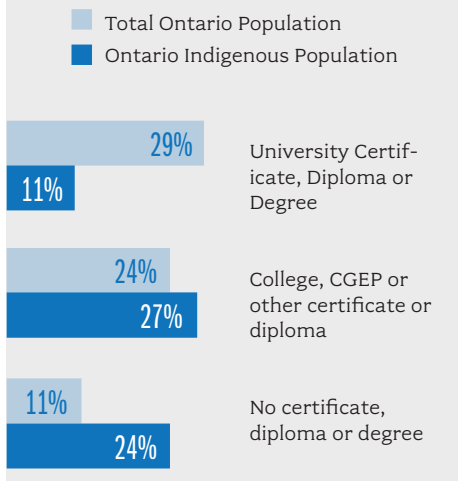 Total Ontario Population
Ontario Indigenous Population
29%
11%
University Certif-
icate, Diploma or
Degree
24%
27%
College, CGEP or
other certificate or
diploma
11%
24%
No certificate,
diploma or degree